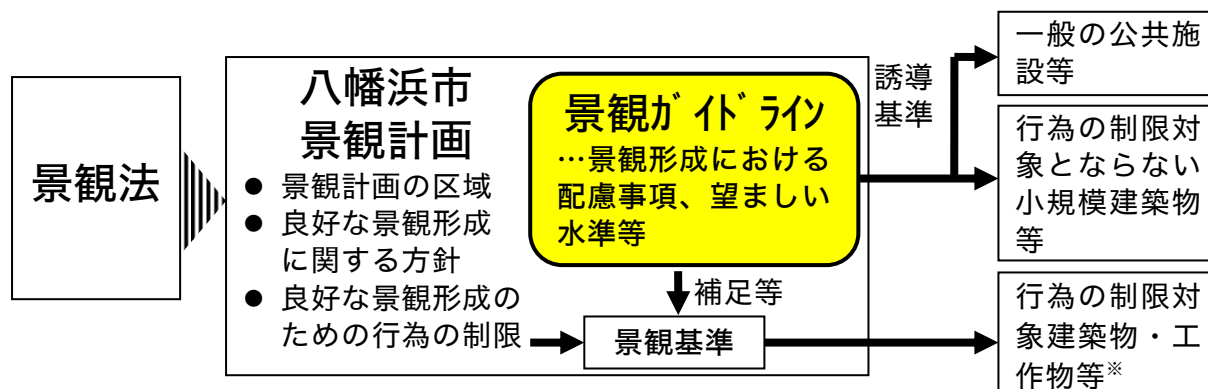 景観法
八幡浜市
景観計画
● 景観計画の区域
● 良好な景観形成
に関する方針
● 良好な景観形成の
ための行為の制限
景観ｶﾞｲﾄﾞﾗｲﾝ
…景観形成における
配慮事項、望ましい
水準等
補足等
景観基準
誘導
基準
一般の公共施
設等
行為の制限対
象とならない
小規模建築物
等
行為の制限対
象建築物・工
作物等※